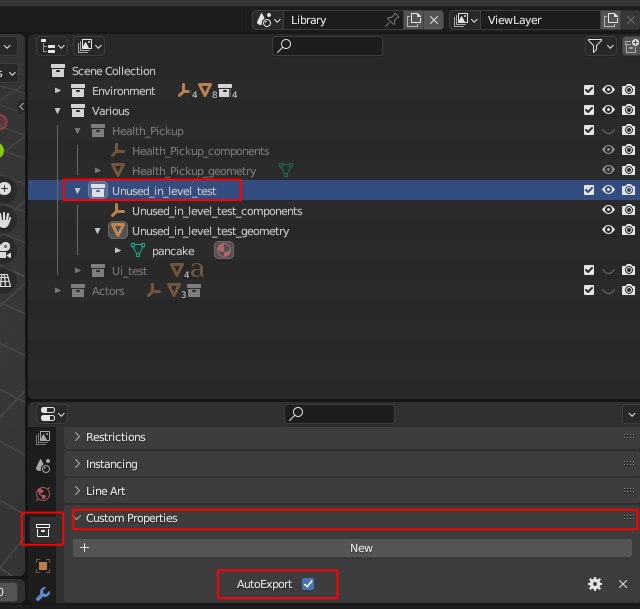 Library
ViewLayer
Scene Collection
Environment 4 8 4
Various
Health_Pickup
Health_Pickup_components
Health_Pickup_geometry
Unused_in_level_test
Unused_in_level_test_components
Unused_in_level_test_geometry
pancake
Ui_test 4 a
Actors 3
Restrictions
Instancing
Line Art
Custom Properties
+ New
AutoExport